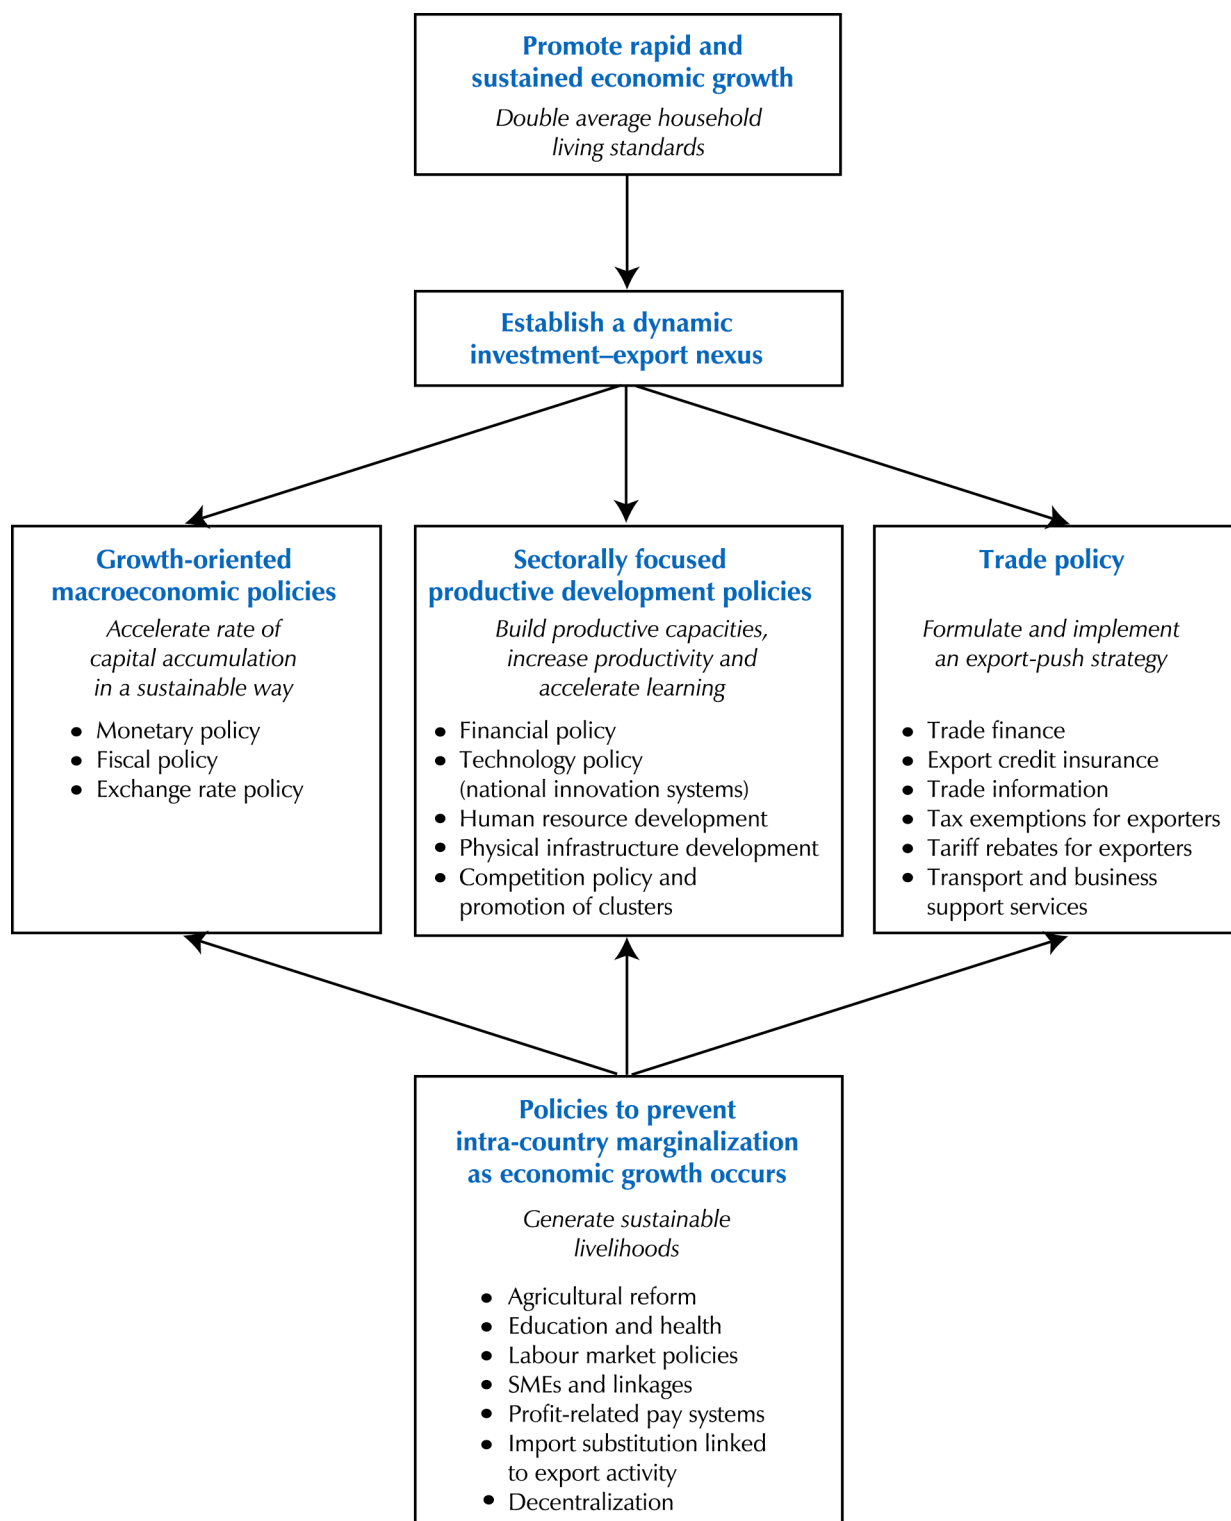 Promote rapid and
sustained economic growth
Double average household
living standards
Establish a dynamic
investment–export nexus
Growth-oriented
macroeconomic policies
Accelerate rate of
capital accumulation
in a sustainable way
• Monetary policy
• Fiscal policy
• Exchange rate policy
Sectorally focused
productive development policies
Build productive capacities,
increase productivity and
accelerate learning
• Financial policy
• Technology policy
(national innovation systems)
• Human resource development
• Physical infrastructure development
• Competition policy and
promotion of clusters
Trade policy
Formulate and implement
an export-push strategy
• Trade finance
• Export credit insurance
• Trade information
• Tax exemptions for exporters
• Tariff rebates for exporters
• Transport and business
support services
Policies to prevent
intra-country marginalization
as economic growth occurs
Generate sustainable
livelihoods
• Agricultural reform
• Education and health
• Labour market policies
• SMEs and linkages
• Profit-related pay systems
• Import substitution linked
to export activity
• Decentralization